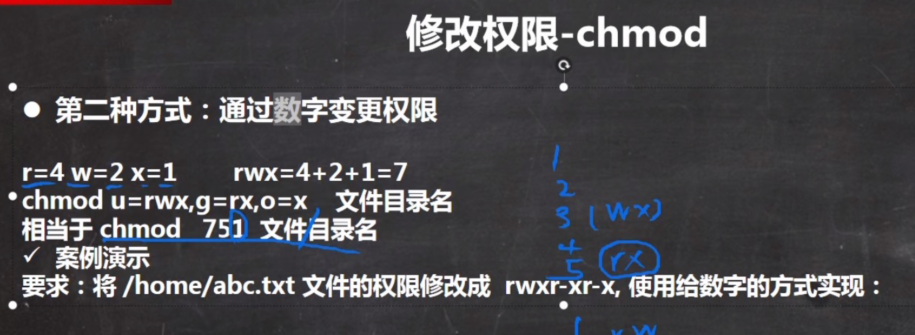 修改权限-chmod
● 第二种方式：通过数字变更权限
r=4 w=2 x=1 rwx=4+2+1=7
chmod u=rwx,g=rx,o=x 文件目录名
相当于 chmod 751 文件目录名
✓ 案例演示
要求：将 /home/abc.txt 文件的权限修改成 rwxr-xr-x, 使用给数字的方式实现：
1
2
3 (wx)
4
5 rx